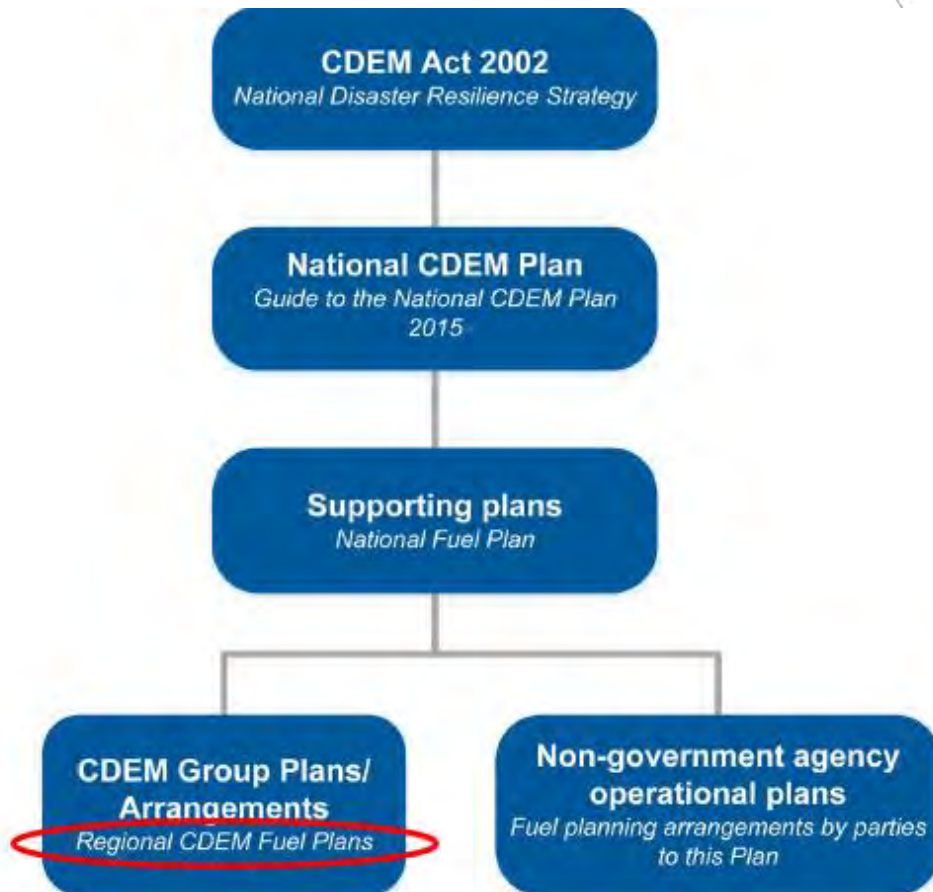 CDEM Act 2002
National Disaster Resilience Strategy
National CDEM Plan
Guide to the National CDEM Plan
2015
Supporting plans
National Fuel Plan
CDEM Group Plans/
Arrangements
Regional CDEM Fuel Plans
Non-government agency
operational plans
Fuel planning arrangements by parties
to this Plan